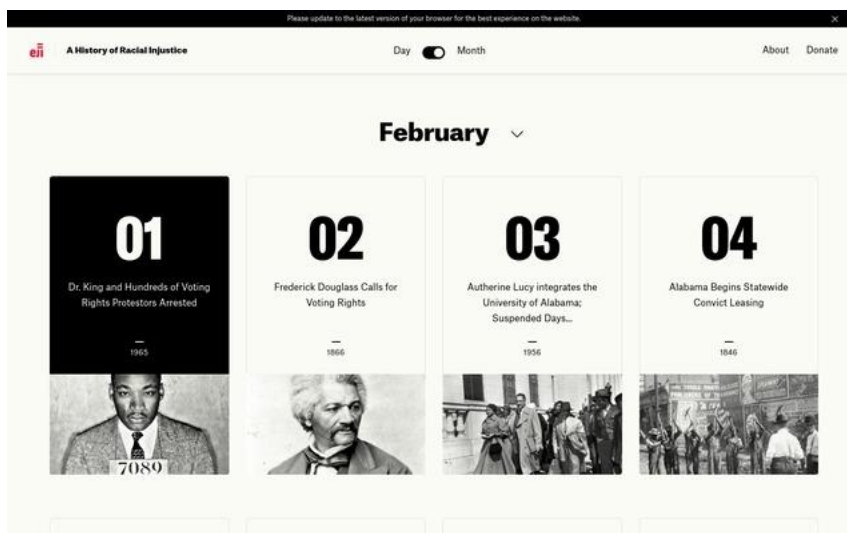 Please update to the latest version of your browser for the best experience on the website.
eji
A History of Racial Injustice
Day
Month
About
Donate
February
01
Dr. King and Hundreds of Voting
Rights Protestors Arrested
1965
02
Frederick Douglass Calls for
Voting Rights
1866
03
Autherine Lucy integrates the
University of Alabama;
Suspended Days...
1956
04
Alabama Begins Statewide
Convict Leasing
1846
7089